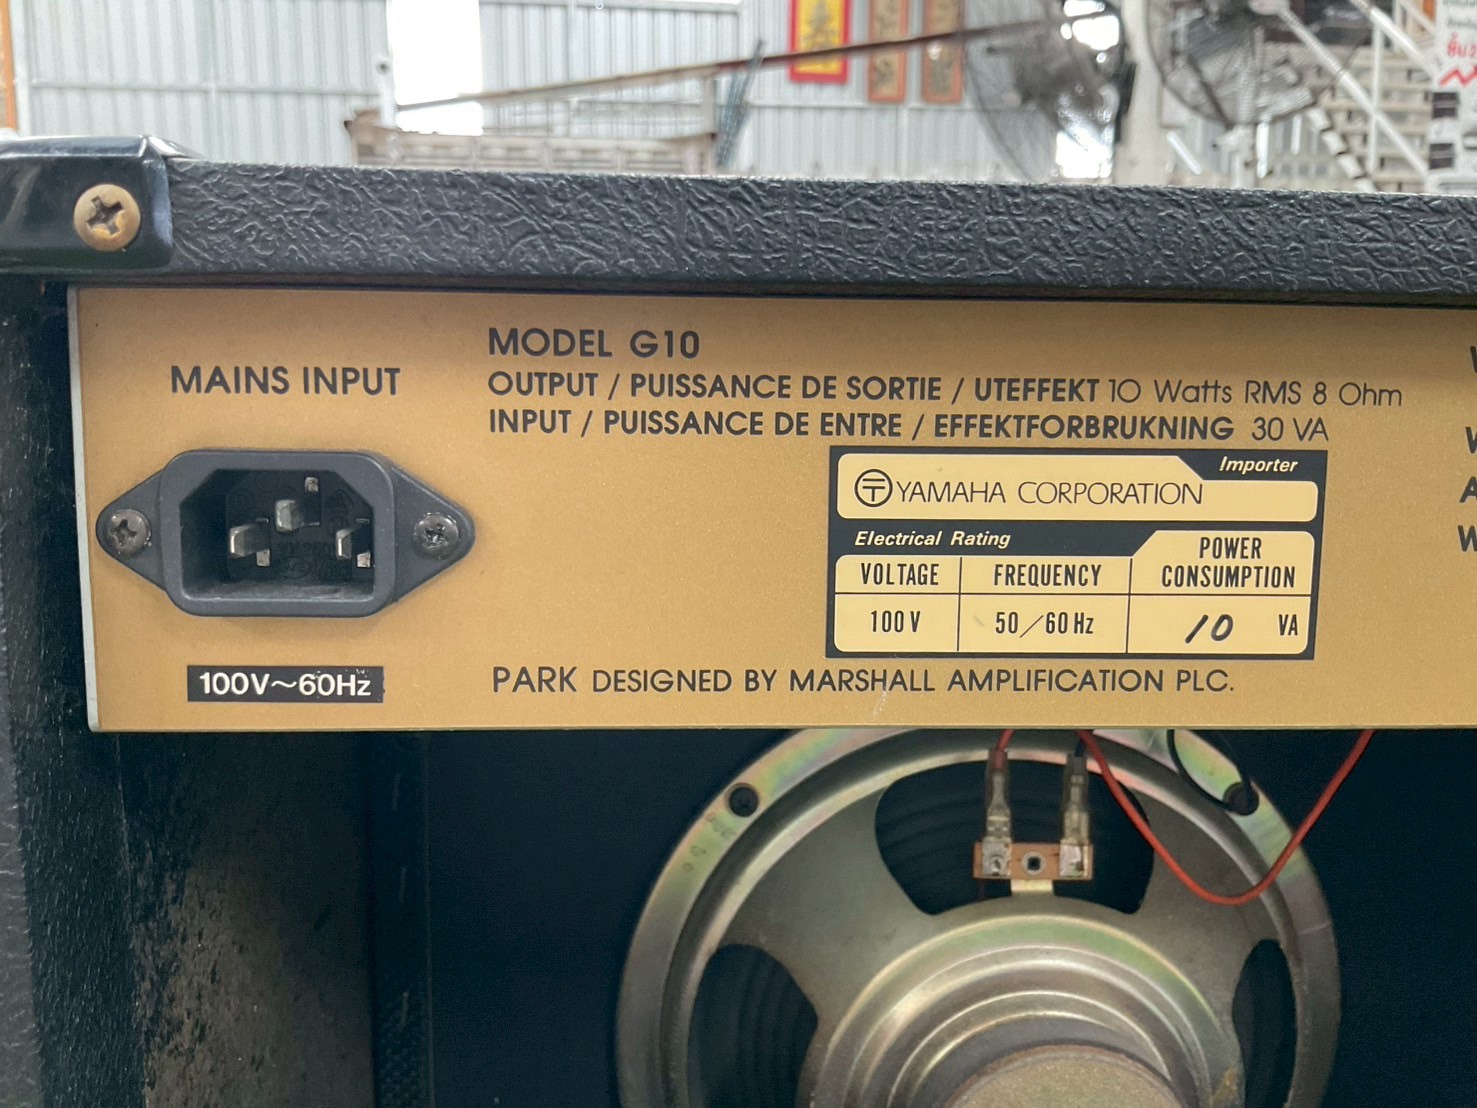 MODEL G10
MAINS INPUT
OUTPUT / PUISSANCE DE SORTIE / UTEFFEKT 10 Watts RMS 8 Ohm
INPUT / PUISSANCE DE ENTRE / EFFEKTFORBRUKNING 30 VA
Importer
YAMAHA CORPORATION
Electrical Rating
VOLTAGE FREQUENCY POWER CONSUMPTION
100 V 50/60 Hz 10 VA
100V~60Hz
PARK DESIGNED BY MARSHALL AMPLIFICATION PLC.